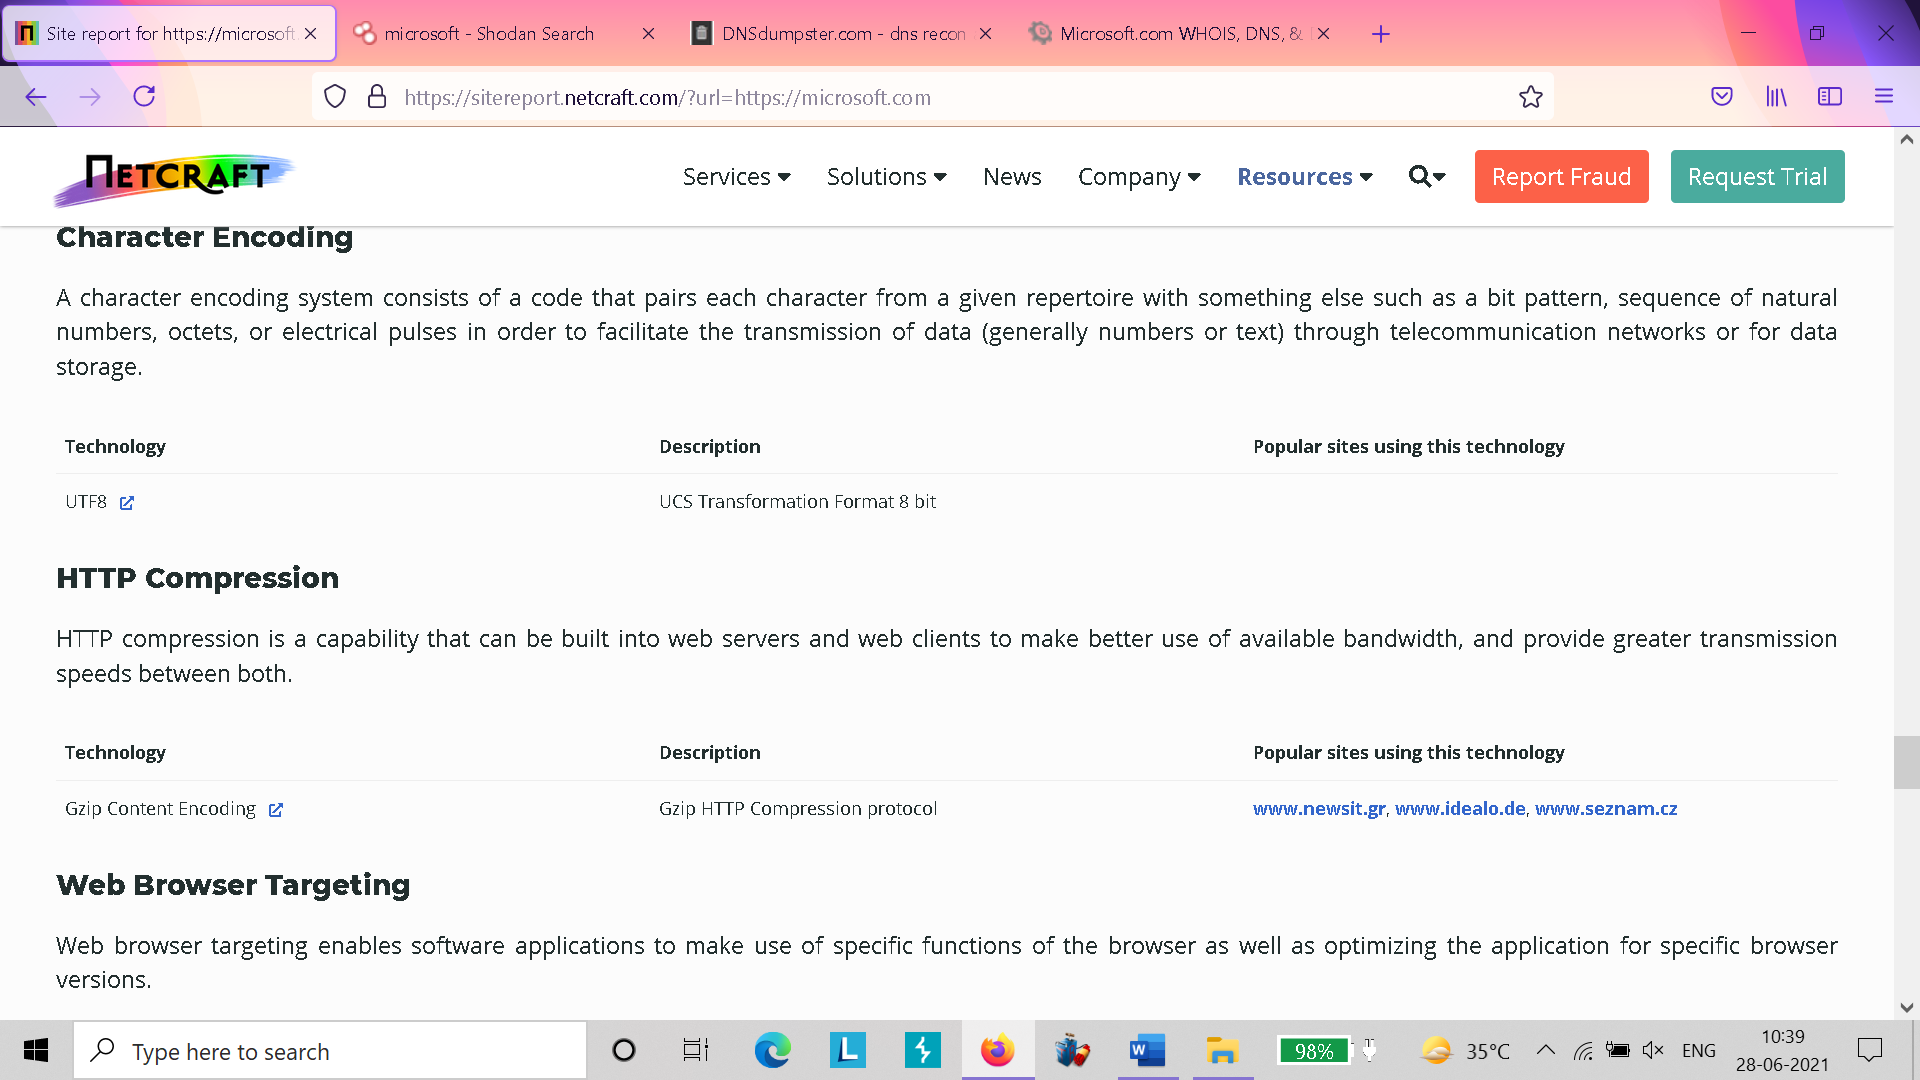 Site report for https://microsoft.
microsoft - Shodan Search
DNSdumpster.com - dns recon
Microsoft.com WHOIS, DNS, &
https://sitereport.netcraft.com/?url=https://microsoft.com
NETCRAFT
Services
Solutions
News
Company
Resources
Report Fraud
Request Trial
Character Encoding
A character encoding system consists of a code that pairs each character from a given repertoire with something else such as a bit pattern, sequence of natural
numbers, octets, or electrical pulses in order to facilitate the transmission of data (generally numbers or text) through telecommunication networks or for data
storage.
Technology Description Popular sites using this technology
UTF8 UCS Transformation Format 8 bit
HTTP Compression
HTTP compression is a capability that can be built into web servers and web clients to make better use of available bandwidth, and provide greater transmission
speeds between both.
Technology Description Popular sites using this technology
Gzip Content Encoding Gzip HTTP Compression protocol www.newsit.gr, www.idealo.de, www.seznam.cz
Web Browser Targeting
Web browser targeting enables software applications to make use of specific functions of the browser as well as optimizing the application for specific browser
versions.
Type here to search
L
W
98%
35°C
ENG
10:39
28-06-2021